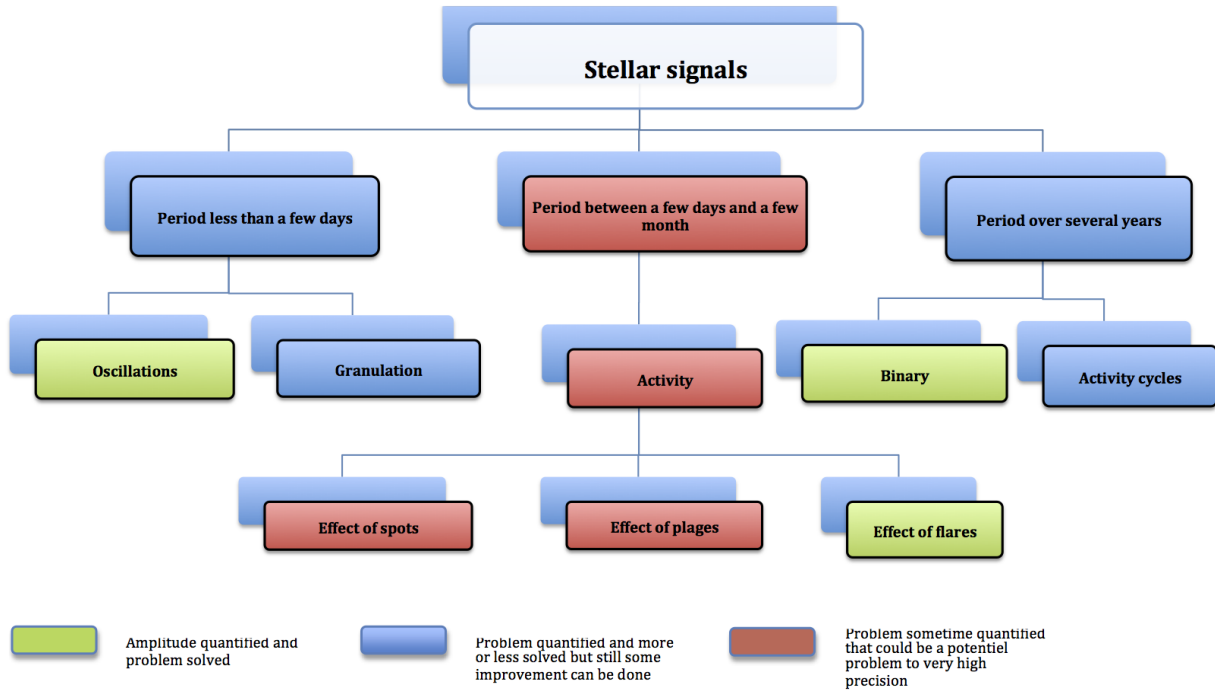 Stellar signals
Period less than a few days
Period between a few days and a few
month
Period over several years
Oscillations
Granulation
Activity
Binary
Activity cycles
Effect of spots
Effect of plages
Effect of flares
Amplitude quantified and
problem solved
Problem quantified and more
or less solved but still some
improvement can be done
Problem sometime quantified
that could be a potentiel
problem to very high
precision